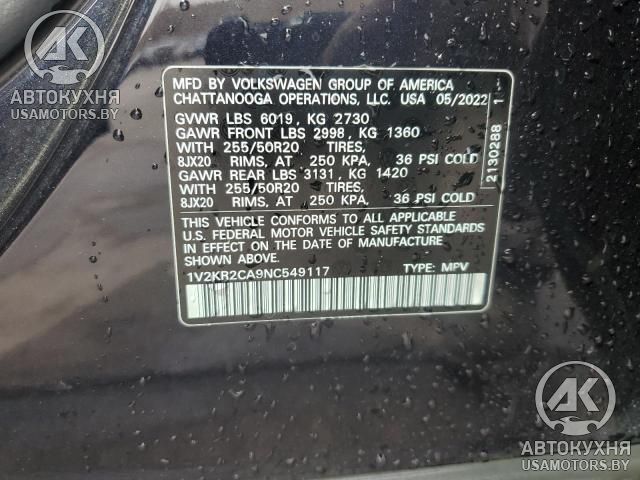 AK
АВТОКУХНЯ
USAMOTORS.BY
MFD BY VOLKSWAGEN GROUP OF AMERICA
CHATTANOOGA OPERATIONS, LLC. USA 05/2022
GVWR LBS 6019, KG 2730
GAWR FRONT LBS 2998, KG 1360
WITH 255/50R20 TIRES,
8JX20 RIMS, AT 250 KPA, 36 PSI COLD
GAWR REAR LBS 3131, KG 1420
WITH 255/50R20 TIRES,
8JX20 RIMS, AT 250 KPA, 36 PSI COLD
THIS VEHICLE CONFORMS TO ALL APPLICABLE
U.S. FEDERAL MOTOR VEHICLE SAFETY STANDARDS
IN EFFECT ON THE DATE OF MANUFACTURE
SHOWN ABOVE.
1V2KR2CA9NC549117 TYPE: MPV
2130288 1
AK
АВТОКУХНЯ
USAMOTORS.BY